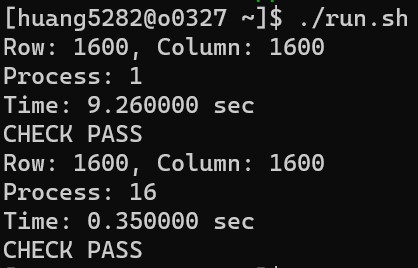 [huang5282@o0327 ~]$ ./run.sh
Row: 1600, Column: 1600
Process: 1
Time: 9.260000 sec
CHECK PASS
Row: 1600, Column: 1600
Process: 16
Time: 0.350000 sec
CHECK PASS